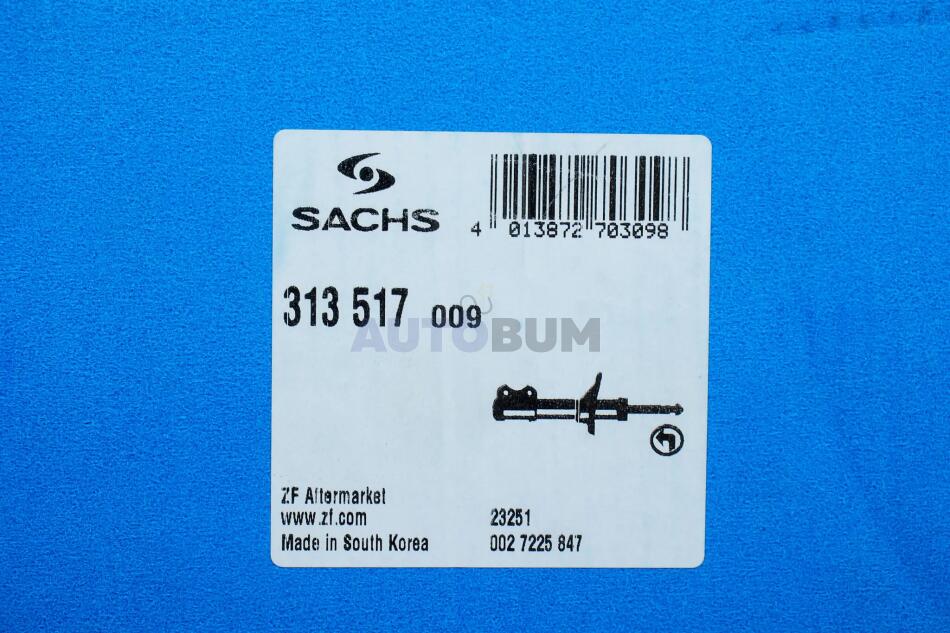 SACHS
4 013872 703098
313 517 009
AUTOBUM
ZF Aftermarket
www.zf.com
23251
Made in South Korea
002 7225 847